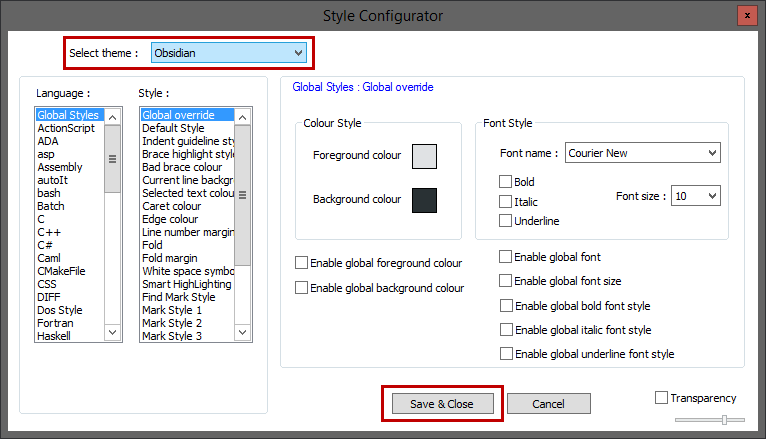 Style Configurator
x
Select theme : Obsidian
Language :
Global Styles
ActionScript
ADA
asp
Assembly
autoIt
bash
Batch
C
C++
C#
Caml
CMakeFile
CSS
DIFF
Dos Style
Fortran
Haskell
Style :
Global override
Default Style
Indent guideline sty
Brace highlight style
Bad brace colour
Current line backgro
Selected text colou
Caret colour
Edge colour
Line number margin
Fold
Fold margin
White space symbo
Smart HighLighting
Find Mark Style
Mark Style 1
Mark Style 2
Mark Style 3
Global Styles : Global override
Colour Style
Foreground colour
Background colour
Font Style
Font name : Courier New
Bold
Italic
Underline
Font size : 10
Enable global foreground colour
Enable global background colour
Enable global font
Enable global font size
Enable global bold font style
Enable global italic font style
Enable global underline font style
Save & Close
Cancel
Transparency